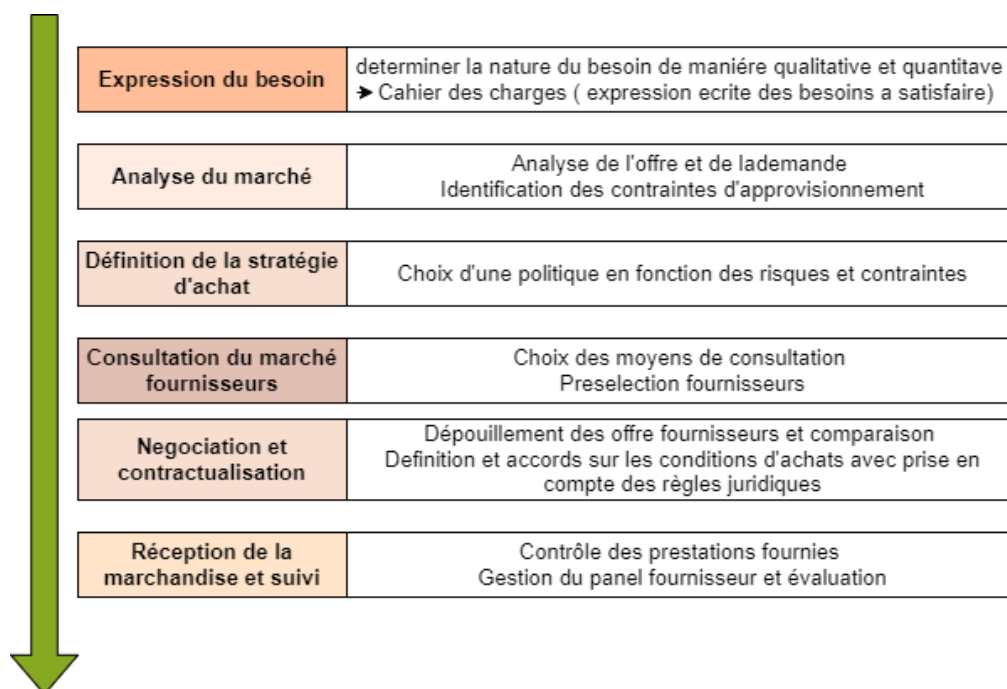 Expression du besoin
determiner la nature du besoin de maniére qualitative et quantitave
➤ Cahier des charges ( expression ecrite des besoins a satisfaire)
Analyse du marché
Analyse de l'offre et de lademande
Identification des contraintes d'approvisionnement
Définition de la stratégie
d'achat
Choix d'une politique en fonction des risques et contraintes
Consultation du marché
fournisseurs
Choix des moyens de consultation
Preselection fournisseurs
Negociation et
contractualisation
Dépouillement des offre fournisseurs et comparaison
Definition et accords sur les conditions d'achats avec prise en
compte des règles juridiques
Réception de la
marchandise et suivi
Contrôle des prestations fournies
Gestion du panel fournisseur et évaluation